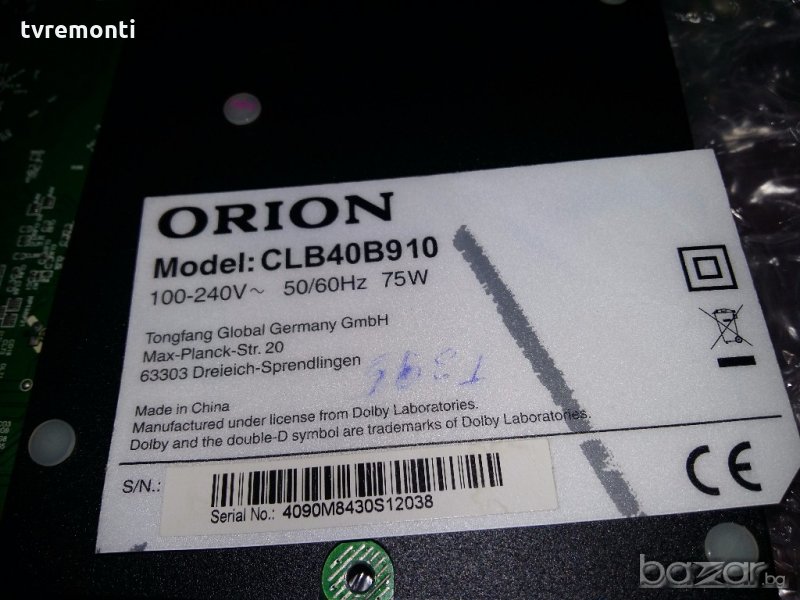 tvremonti
ORION
Model: CLB40B910
100-240V~ 50/60Hz 75W
Tongfang Global Germany GmbH
Max-Planck-Str. 20
63303 Dreieich-Sprendlingen
Made in China
Manufactured under license from Dolby Laboratories.
Dolby and the double-D symbol are trademarks of Dolby Laboratories.
CE
S/N.:
Serial No.: 4090M8430S12038
bazar.bg